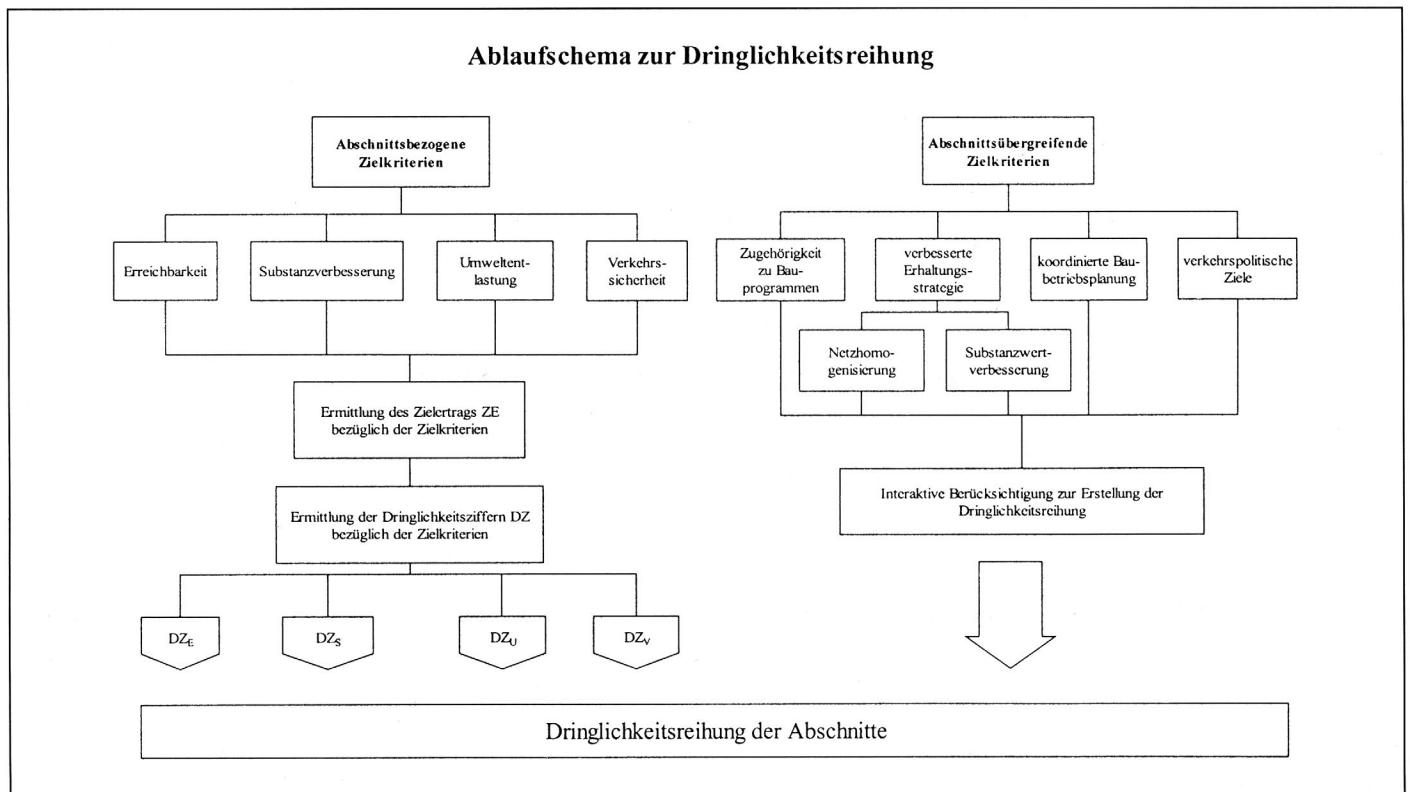 Ablaufschema zur Dringlichkeitsreihung
Abschnittsbezogene
Zielkriterien
Erreichbarkeit
Substanzverbesserung
Umweltent-
lastung
Verkehrs-
sicherheit
Ermittlung des Zielertrags ZE
bezüglich der Zielkriterien
Ermittlung der Dringlichkeitsziffern DZ
bezüglich der Zielkriterien
DZE
DZS
DZU
DZV
Abschnittsübergreifende
Zielkriterien
Zugehörigkeit
zu Bau-
programmen
verbesserte
Erhaltungs-
strategie
koordinierte Bau-
betriebsplanung
verkehrspolitische
Ziele
Netzhomo-
genisierung
Substanzwert-
verbesserung
Interaktive Berücksichtigung zur Erstellung der
Dringlichkeitsreihung
Dringlichkeitsreihung der Abschnitte